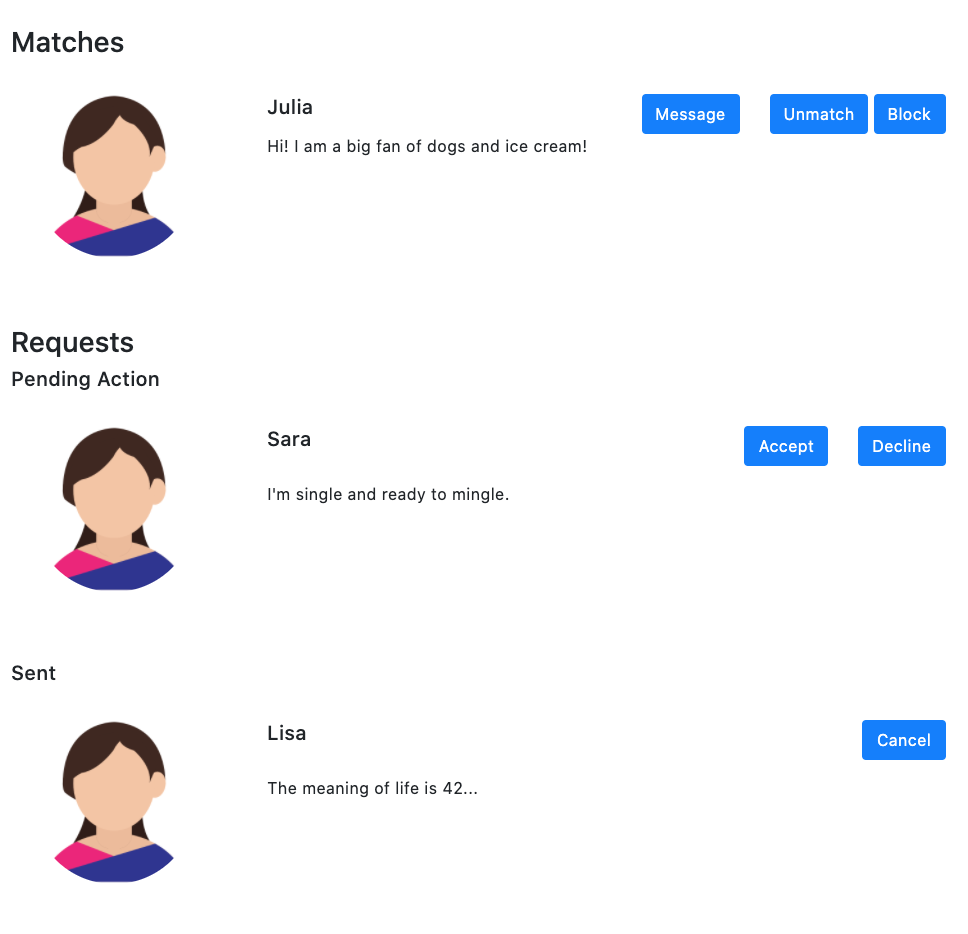 Matches
Julia
Message
Unmatch
Block
Hi! I am a big fan of dogs and ice cream!
Requests
Pending Action
Sara
Accept
Decline
I'm single and ready to mingle.
Sent
Lisa
Cancel
The meaning of life is 42...